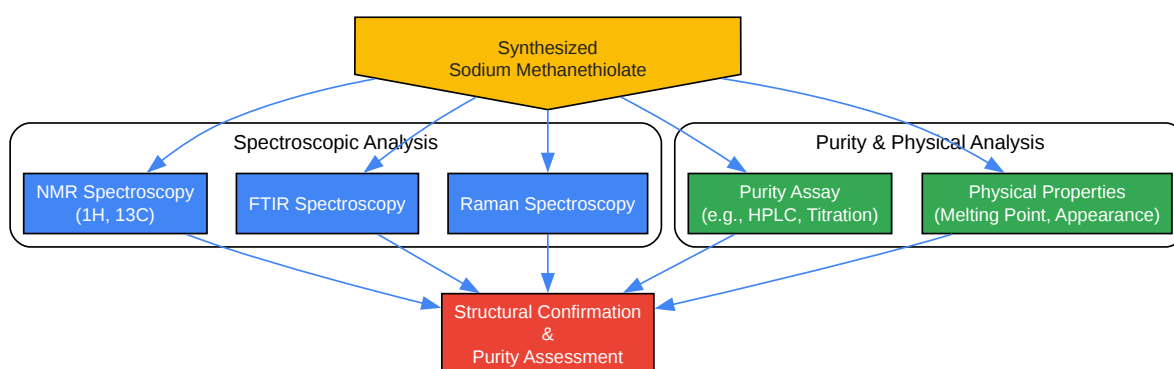 Synthesized
Sodium Methanethiolate
Spectroscopic Analysis
Purity & Physical Analysis
NMR Spectroscopy
(1H, 13C)
FTIR Spectroscopy
Raman Spectroscopy
Purity Assay
(e.g., HPLC, Titration)
Physical Properties
(Melting Point, Appearance)
Structural Confirmation
&
Purity Assessment